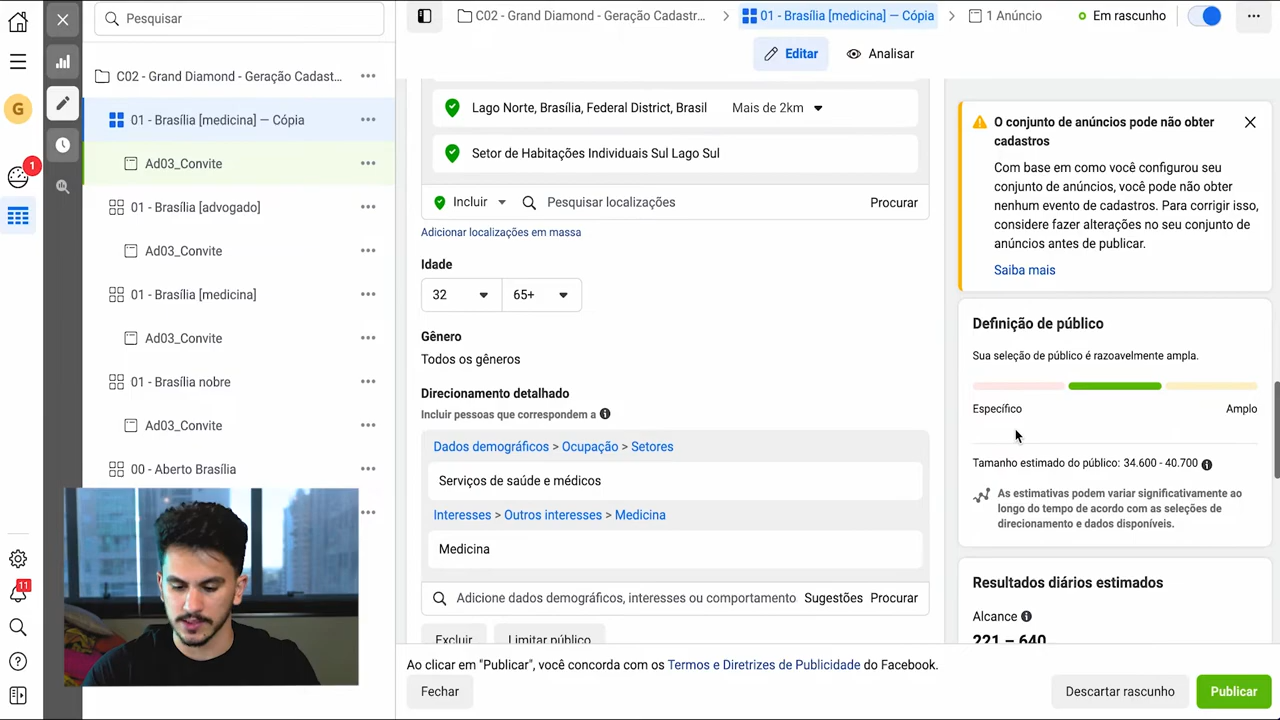 Pesquisar
C02 - Grand Diamond - Geração Cadastr...
01 - Brasília [medicina] — Cópia
1 Anúncio
Em rascunho
Editar
Analisar
G
1
11
C02 - Grand Diamond - Geração Cadast...
01 - Brasília [medicina] — Cópia
Ad03_Convite
01 - Brasília [advogado]
Ad03_Convite
01 - Brasília [medicina]
Ad03_Convite
01 - Brasília nobre
Ad03_Convite
00 - Aberto Brasília
Lago Norte, Brasília, Federal District, Brasil
Mais de 2km
Setor de Habitações Individuais Sul Lago Sul
Incluir
Pesquisar localizações
Procurar
Adicionar localizações em massa
Idade
32
65+
Gênero
Todos os gêneros
Direcionamento detalhado
Incluir pessoas que correspondem a
Dados demográficos > Ocupação > Setores
Serviços de saúde e médicos
Interesses > Outros interesses > Medicina
Medicina
Adicione dados demográficos, interesses ou comportamento
Sugestões
Procurar
Excluir
Limitar público
O conjunto de anúncios pode não obter
cadastros
Com base em como você configurou seu
conjunto de anúncios, você pode não obter
nenhum evento de cadastros. Para corrigir isso,
considere fazer alterações no seu conjunto de
anúncios antes de publicar.
Saiba mais
Definição de público
Sua seleção de público é razoavelmente ampla.
Específico
Amplo
Tamanho estimado do público: 34.600 - 40.700
As estimativas podem variar significativamente ao
longo do tempo de acordo com as seleções de
direcionamento e dados disponíveis.
Resultados diários estimados
Alcance
221 – 640
Ao clicar em "Publicar", você concorda com os Termos e Diretrizes de Publicidade do Facebook.
Fechar
Descartar rascunho
Publicar